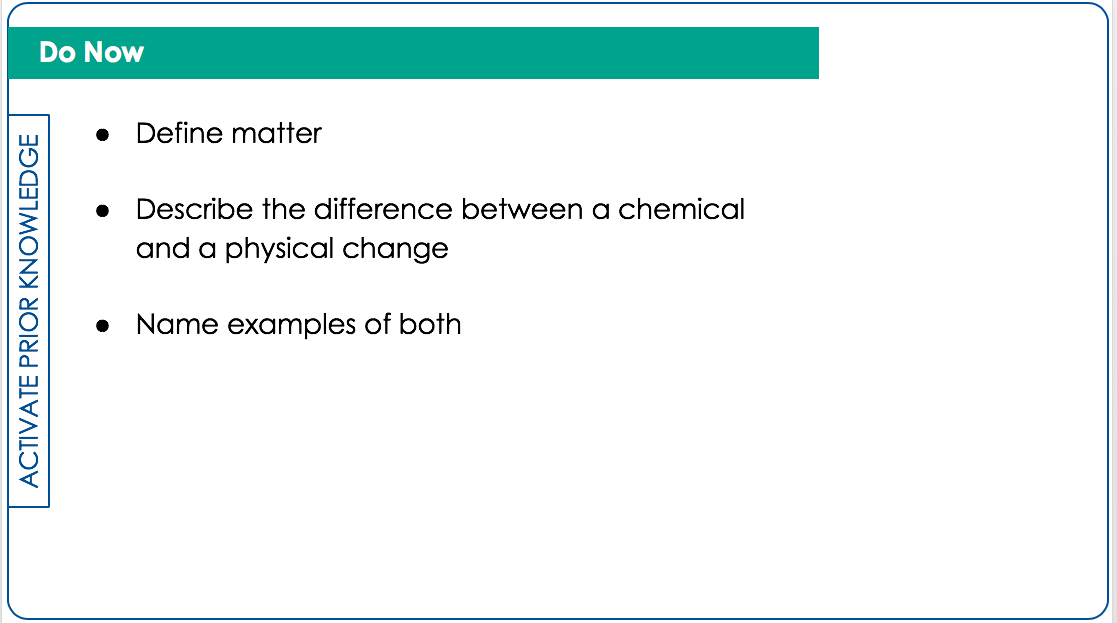 Do Now
ACTIVATE PRIOR KNOWLEDGE
● Define matter
● Describe the difference between a chemical
and a physical change
● Name examples of both